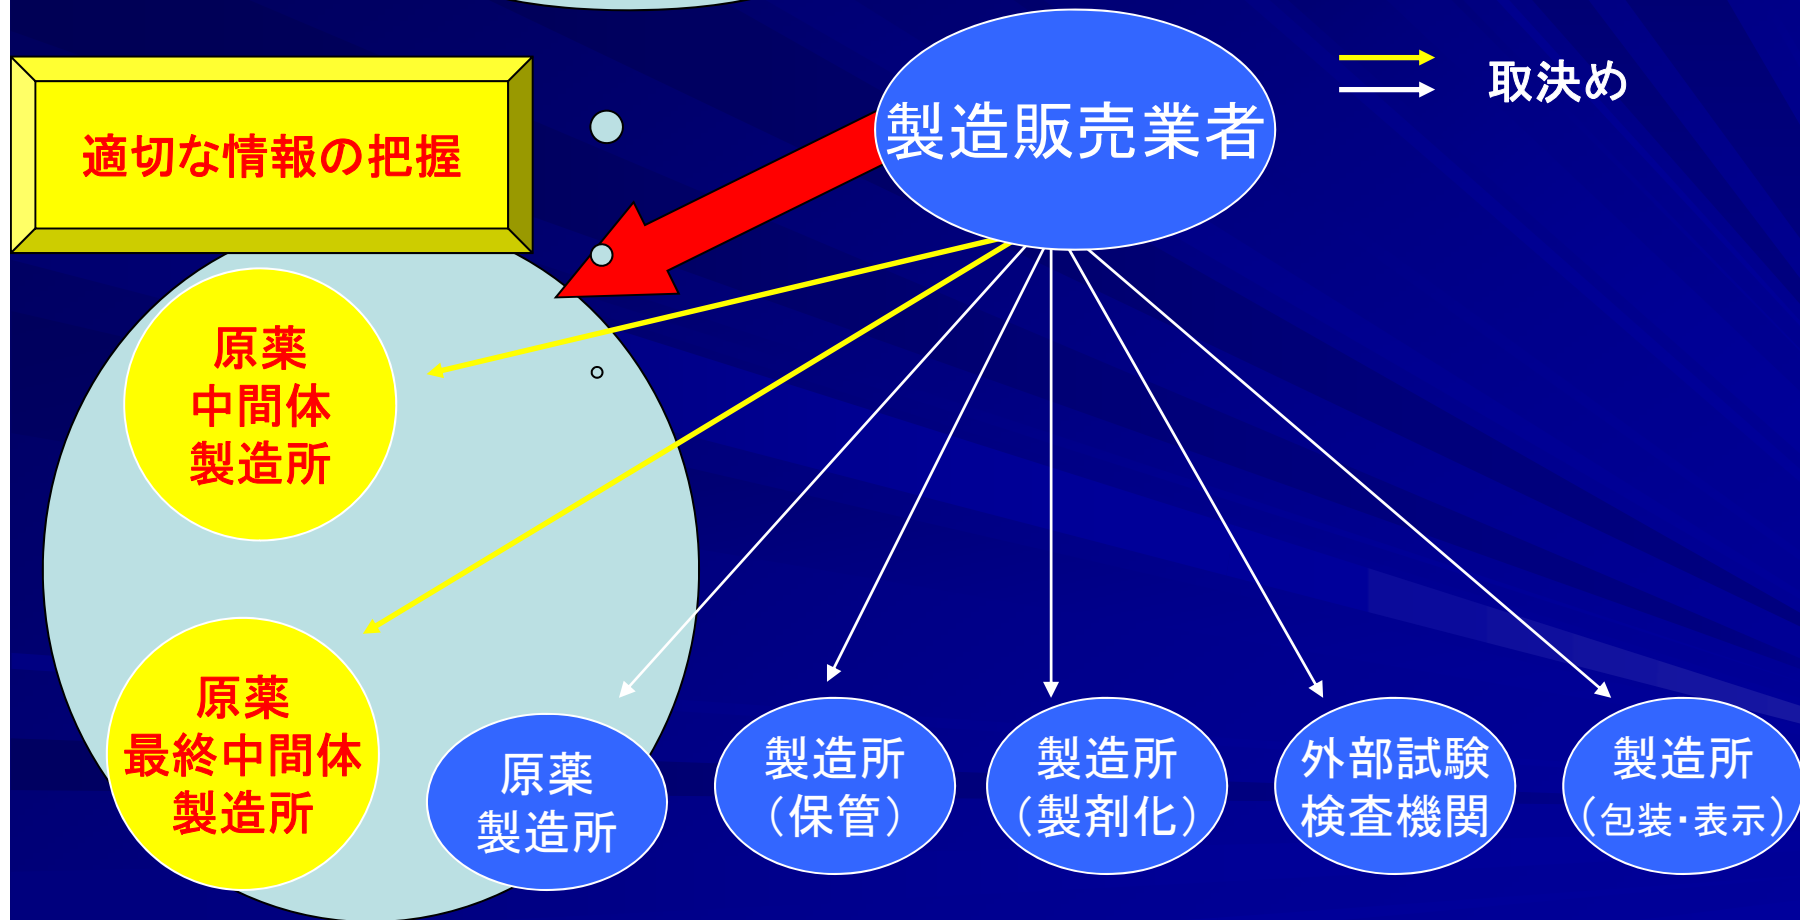 製造販売業者
取決め
適切な情報の把握
原薬
中間体
製造所
原薬
最終中間体
製造所
原薬
製造所
製造所
（保管）
製造所
（製剤化）
外部試験
検査機関
製造所
（包装・表示）